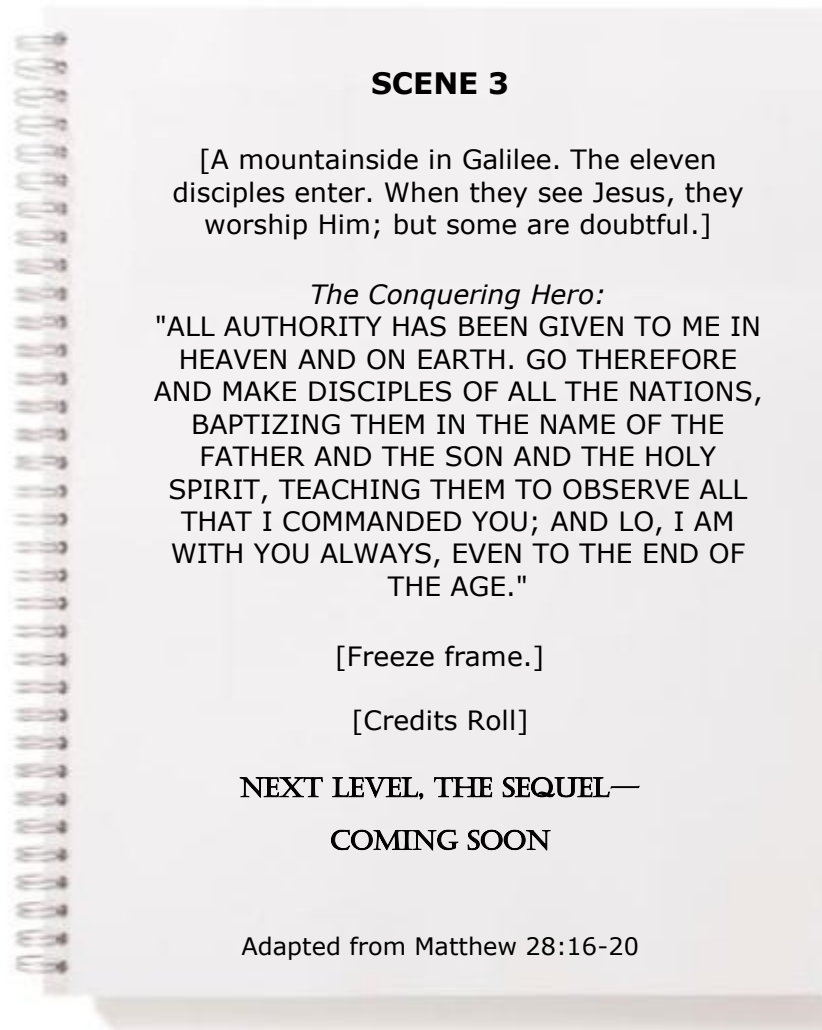 SCENE 3
[A mountainside in Galilee. The eleven
disciples enter. When they see Jesus, they
worship Him; but some are doubtful.]
The Conquering Hero:
"ALL AUTHORITY HAS BEEN GIVEN TO ME IN
HEAVEN AND ON EARTH. GO THEREFORE
AND MAKE DISCIPLES OF ALL THE NATIONS,
BAPTIZING THEM IN THE NAME OF THE
FATHER AND THE SON AND THE HOLY
SPIRIT, TEACHING THEM TO OBSERVE ALL
THAT I COMMANDED YOU; AND LO, I AM
WITH YOU ALWAYS, EVEN TO THE END OF
THE AGE."
[Freeze frame.]
[Credits Roll]
NEXT LEVEL, THE SEQUEL—
COMING SOON
Adapted from Matthew 28:16-20